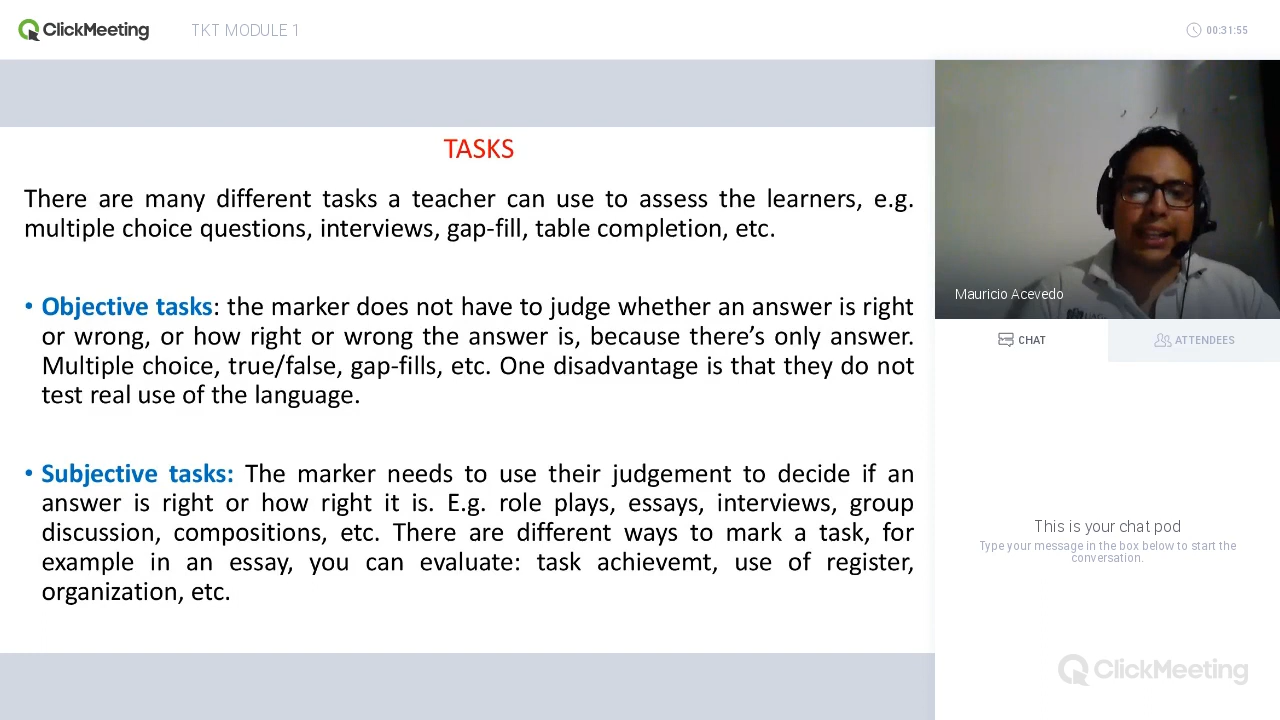 ClickMeeting
TKT MODULE 1
00:31:55
TASKS
There are many different tasks a teacher can use to assess the learners, e.g.
multiple choice questions, interviews, gap-fill, table completion, etc.
• Objective tasks: the marker does not have to judge whether an answer is right
or wrong, or how right or wrong the answer is, because there's only answer.
Multiple choice, true/false, gap-fills, etc. One disadvantage is that they do not
test real use of the language.
• Subjective tasks: The marker needs to use their judgement to decide if an
answer is right or how right it is. E.g. role plays, essays, interviews, group
discussion, compositions, etc. There are different ways to mark a task, for
example in an essay, you can evaluate: task achievemt, use of register,
organization, etc.
Mauricio Acevedo
CHAT
ATTENDEES
This is your chat pod
Type your message in the box below to start the
conversation.
ClickMeeting